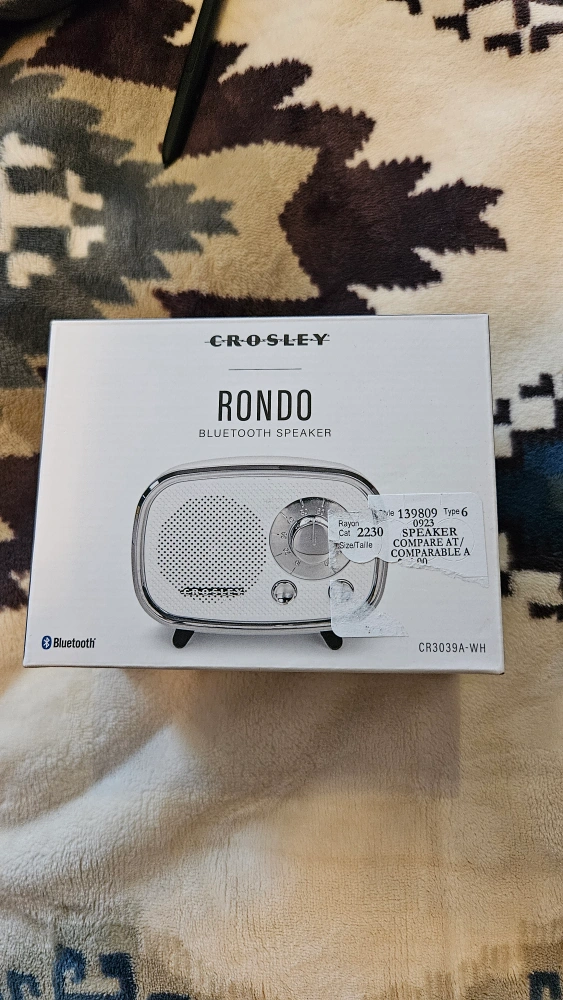 CROSLEY
RONDO
BLUETOOTH SPEAKER
Rayon
Cat 2230
Size/Taille
139809 Type 6
0923
SPEAKER
COMPARE AT/
COMPARABLE A
CROSLEY
Bluetooth
CR3039A-WH